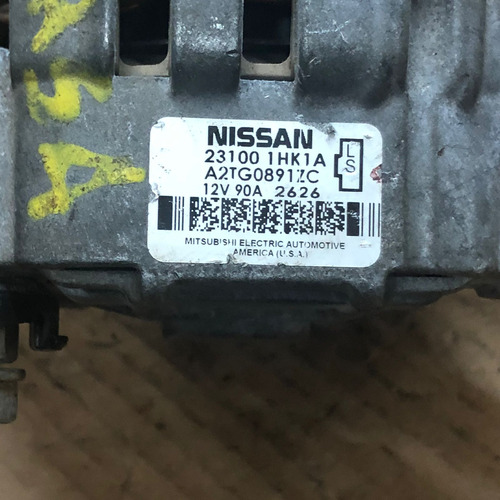 NISSAN
23100 1HK1A
A2TG0891ZC
12V 90A 2626
L
S
MITSUBISHI ELECTRIC AUTOMOTIVE
AMERICA (U.S.A.)